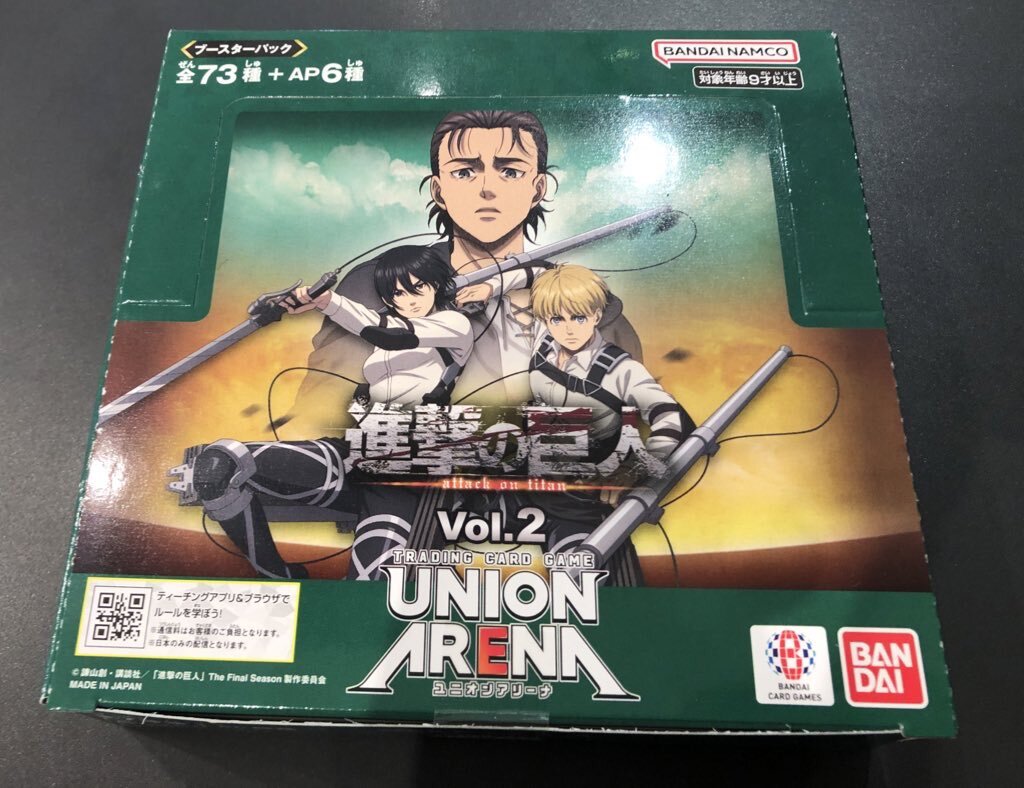 ブースターパック
全73種 + AP6種
BANDAI NAMCO
対象年齢9才以上
進撃の巨人
attack on titan
Vol.2
TRADING CARD GAME
UNION
ARENA
ユニオンアリーナ
ティーチングアプリ&ブラウザで
ルールを学ぼう!
※通信料はお客様のご負担となります。
※日本のみの配信となります。
©諫山創・講談社/「進撃の巨人」The Final Season 製作委員会
MADE IN JAPAN
BANDAI
CARD GAMES
BAN
DAI